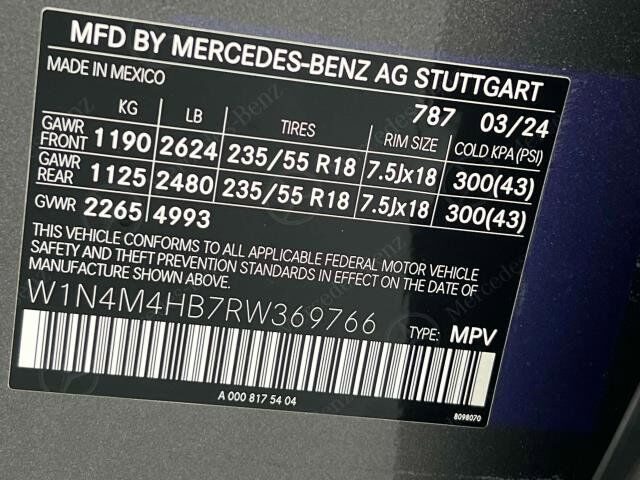 MFD BY MERCEDES-BENZ AG STUTTGART
MADE IN MEXICO 787 03/24
KG LB TIRES RIM SIZE COLD KPA (PSI)
GAWR FRONT 1190 2624 235/55 R18 7.5Jx18 300(43)
GAWR REAR 1125 2480 235/55 R18 7.5Jx18 300(43)
GVWR 2265 4993
THIS VEHICLE CONFORMS TO ALL APPLICABLE FEDERAL MOTOR VEHICLE
SAFETY AND THEFT PREVENTION STANDARDS IN EFFECT ON THE DATE OF
MANUFACTURE SHOWN ABOVE.
W1N4M4HB7RW369766 TYPE: MPV
A 000 817 54 04
8098070